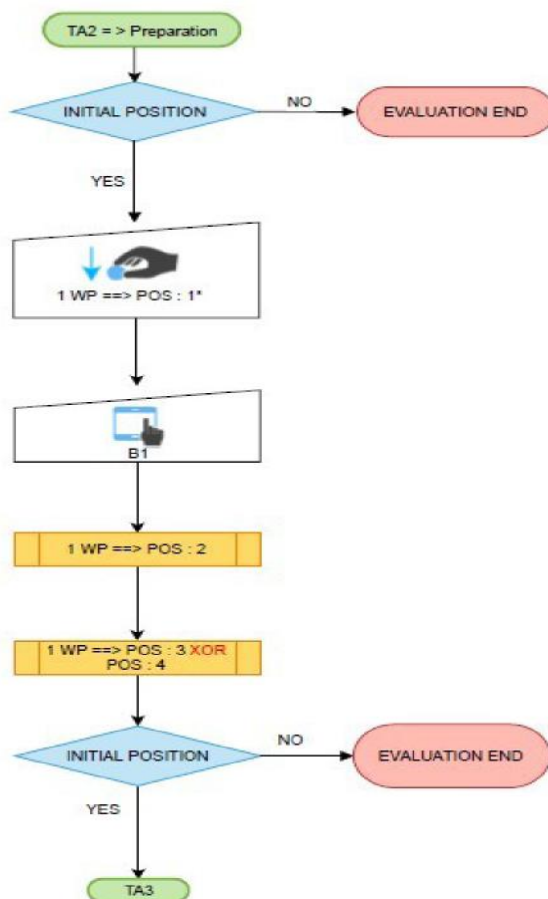 TA2 = > Preparation
INITIAL POSITION
NO
EVALUATION END
YES
1 WP ==> POS : 1*
B1
1 WP ==> POS : 2
1 WP ==> POS : 3 XOR
POS : 4
INITIAL POSITION
NO
EVALUATION END
YES
TA3